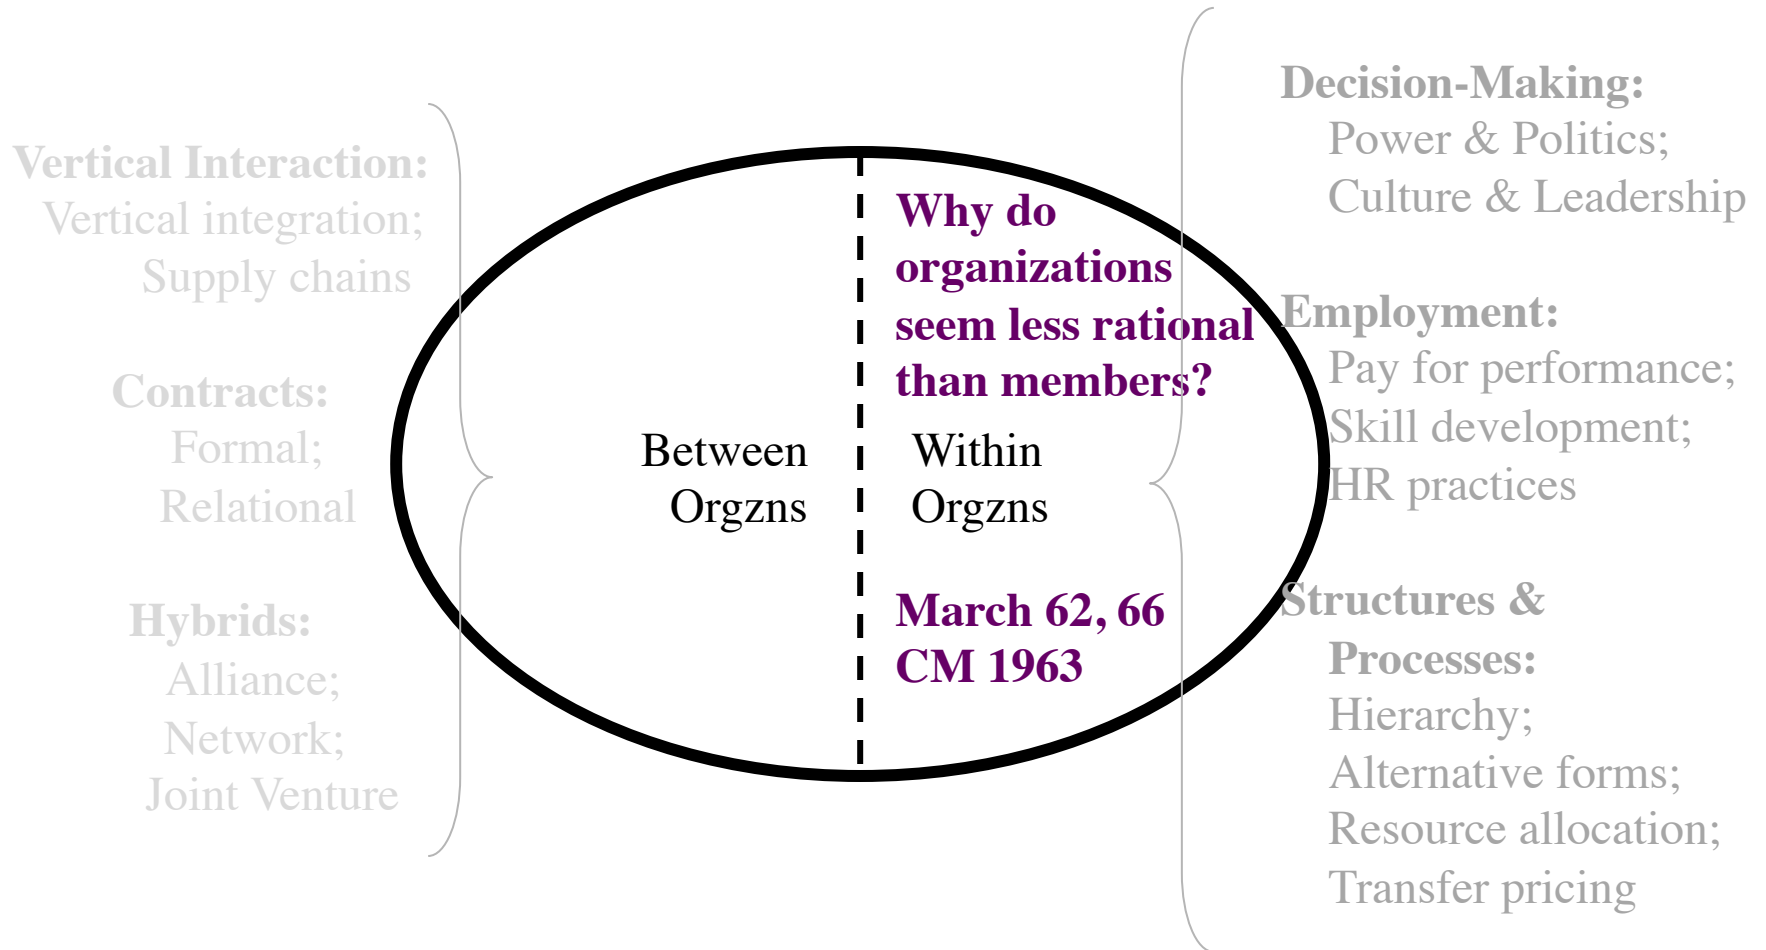 Vertical Interaction:
Vertical integration;
Supply chains
Contracts:
Formal;
Relational
Hybrids:
Alliance;
Network;
Joint Venture
Between
Orgzns
Why do
organizations
seem less rational
than members?
Within
Orgzns
March 62, 66
CM 1963
Decision-Making:
Power & Politics;
Culture & Leadership
Employment:
Pay for performance;
Skill development;
HR practices
Structures &
Processes:
Hierarchy;
Alternative forms;
Resource allocation;
Transfer pricing